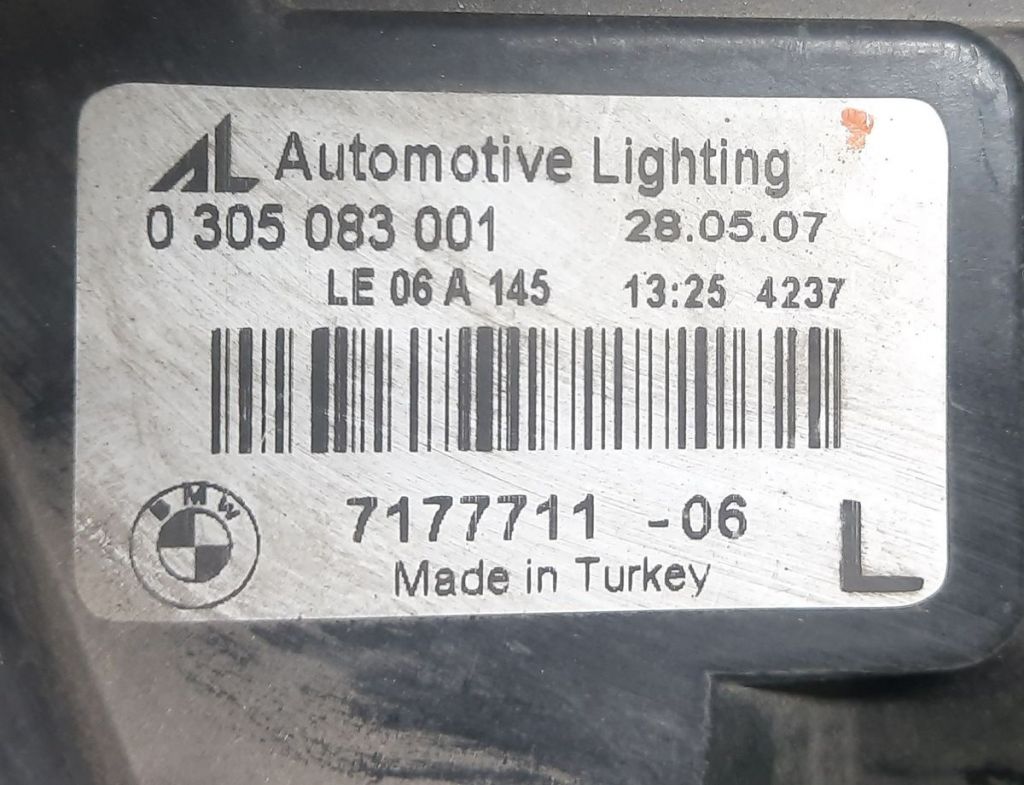 AL Automotive Lighting
0 305 083 001 28.05.07
LE 06 A 145 13:25 4237
BMW 7177711 -06 L
Made in Turkey